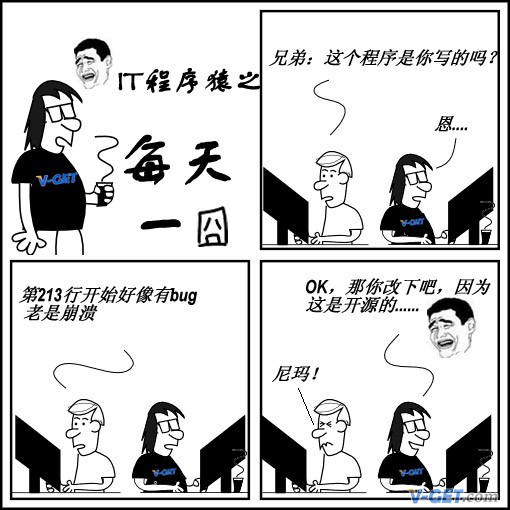 IT程序猿之
每天
一囧
V-GET
兄弟：这个程序是你写的吗？
恩....
V-GET
第213行开始好像有bug
老是崩溃
V-GET
OK，那你改下吧，因为
这是开源的......
尼玛！
V-GET
V-GET.com